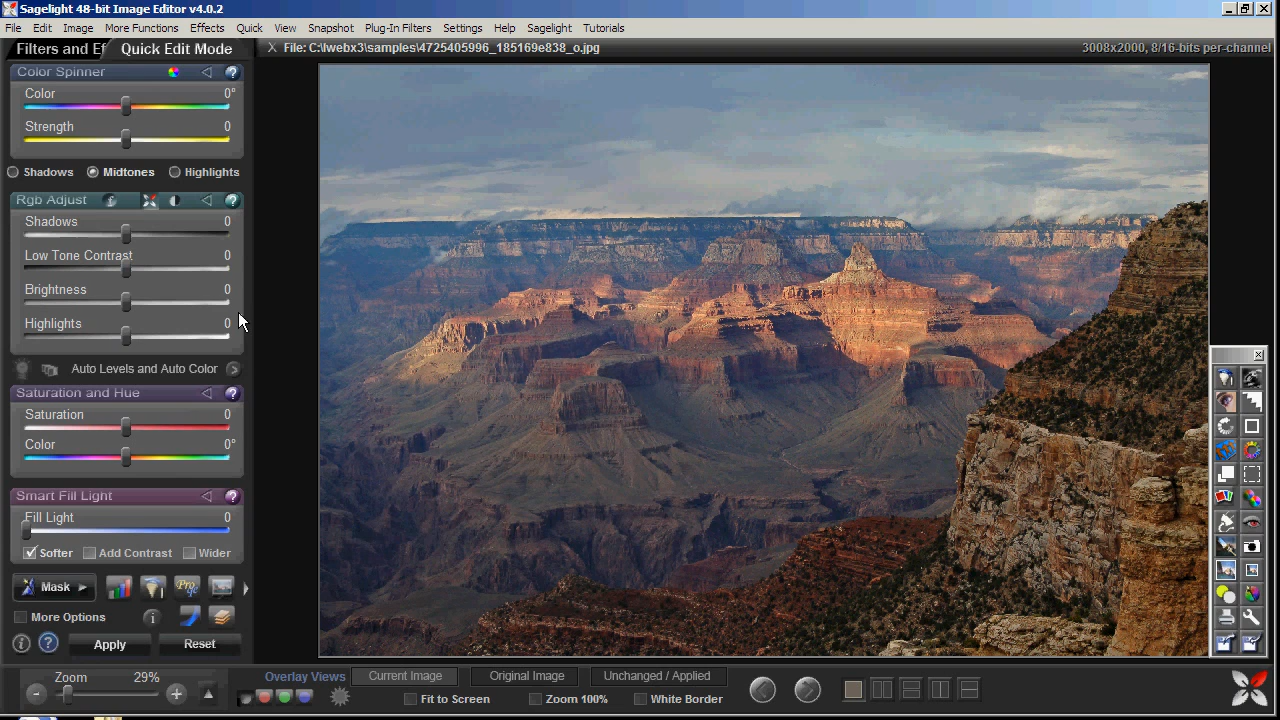 Sagelight 48-bit Image Editor v4.0.2
File Edit Image More Functions Effects Quick View Snapshot Plug-In Filters Settings Help Sagelight Tutorials
Filters and Ef Quick Edit Mode X File: C:\lwebx3\samples\4725405996_185169e838_o.jpg 3008x2000, 8/16-bits per-channel
Color Spinner ?
Color 0°
Strength 0
Shadows Midtones Highlights
Rgb Adjust ?
Shadows 0
Low Tone Contrast 0
Brightness 0
Highlights 0
Auto Levels and Auto Color >
Saturation and Hue ?
Saturation 0
Color 0°
Smart Fill Light ?
Fill Light 0
Softer Add Contrast Wider
Mask
More Options i
i ? Apply Reset
Zoom 29% Overlay Views Current Image Original Image Unchanged / Applied
Fit to Screen Zoom 100% White Border